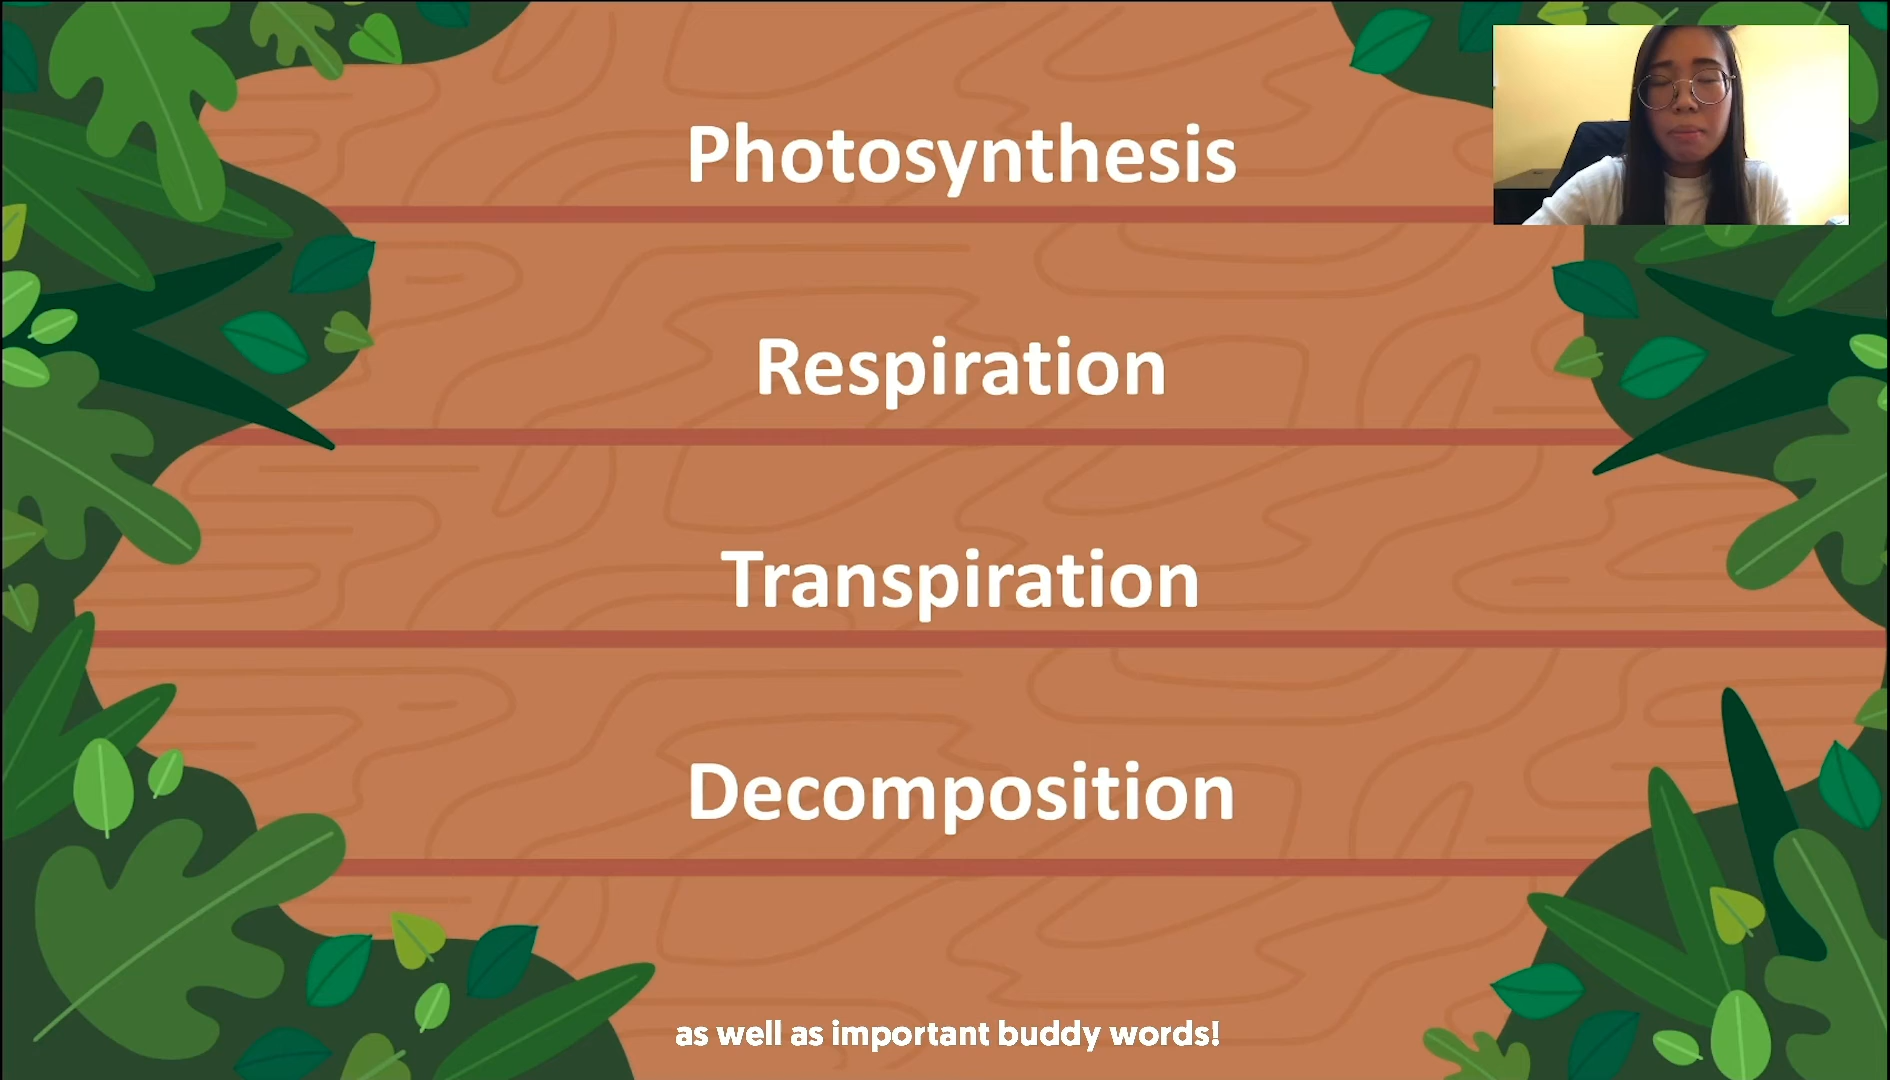 Photosynthesis
Respiration
Transpiration
Decomposition
as well as important buddy words!